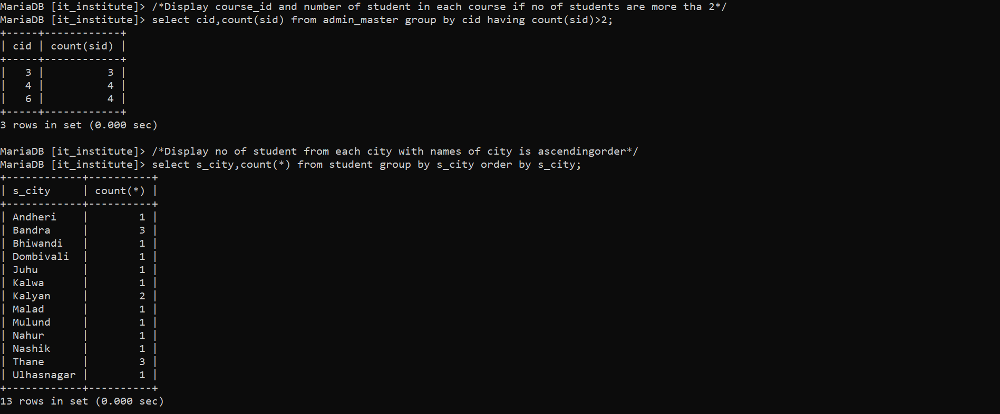 MariaDB [it_institute]> /*Display course_id and number of student in each course if no of students are more tha 2*/
MariaDB [it_institute]> select cid,count(sid) from admin_master group by cid having count(sid)>2;
+-----+------------+
| cid | count(sid) |
+-----+------------+
|   3 |          3 |
|   4 |          4 |
|   6 |          4 |
+-----+------------+
3 rows in set (0.000 sec)

MariaDB [it_institute]> /*Display no of student from each city with names of city is ascendingorder*/
MariaDB [it_institute]> select s_city,count(*) from student group by s_city order by s_city;
+------------+----------+
| s_city     | count(*) |
+------------+----------+
| Andheri    |        1 |
| Bandra     |        3 |
| Bhiwandi   |        1 |
| Dombivali  |        1 |
| Juhu       |        1 |
| Kalwa      |        1 |
| Kalyan     |        2 |
| Malad      |        1 |
| Mulund     |        1 |
| Nahur      |        1 |
| Nashik     |        1 |
| Thane      |        3 |
| Ulhasnagar |        1 |
+------------+----------+
13 rows in set (0.000 sec)